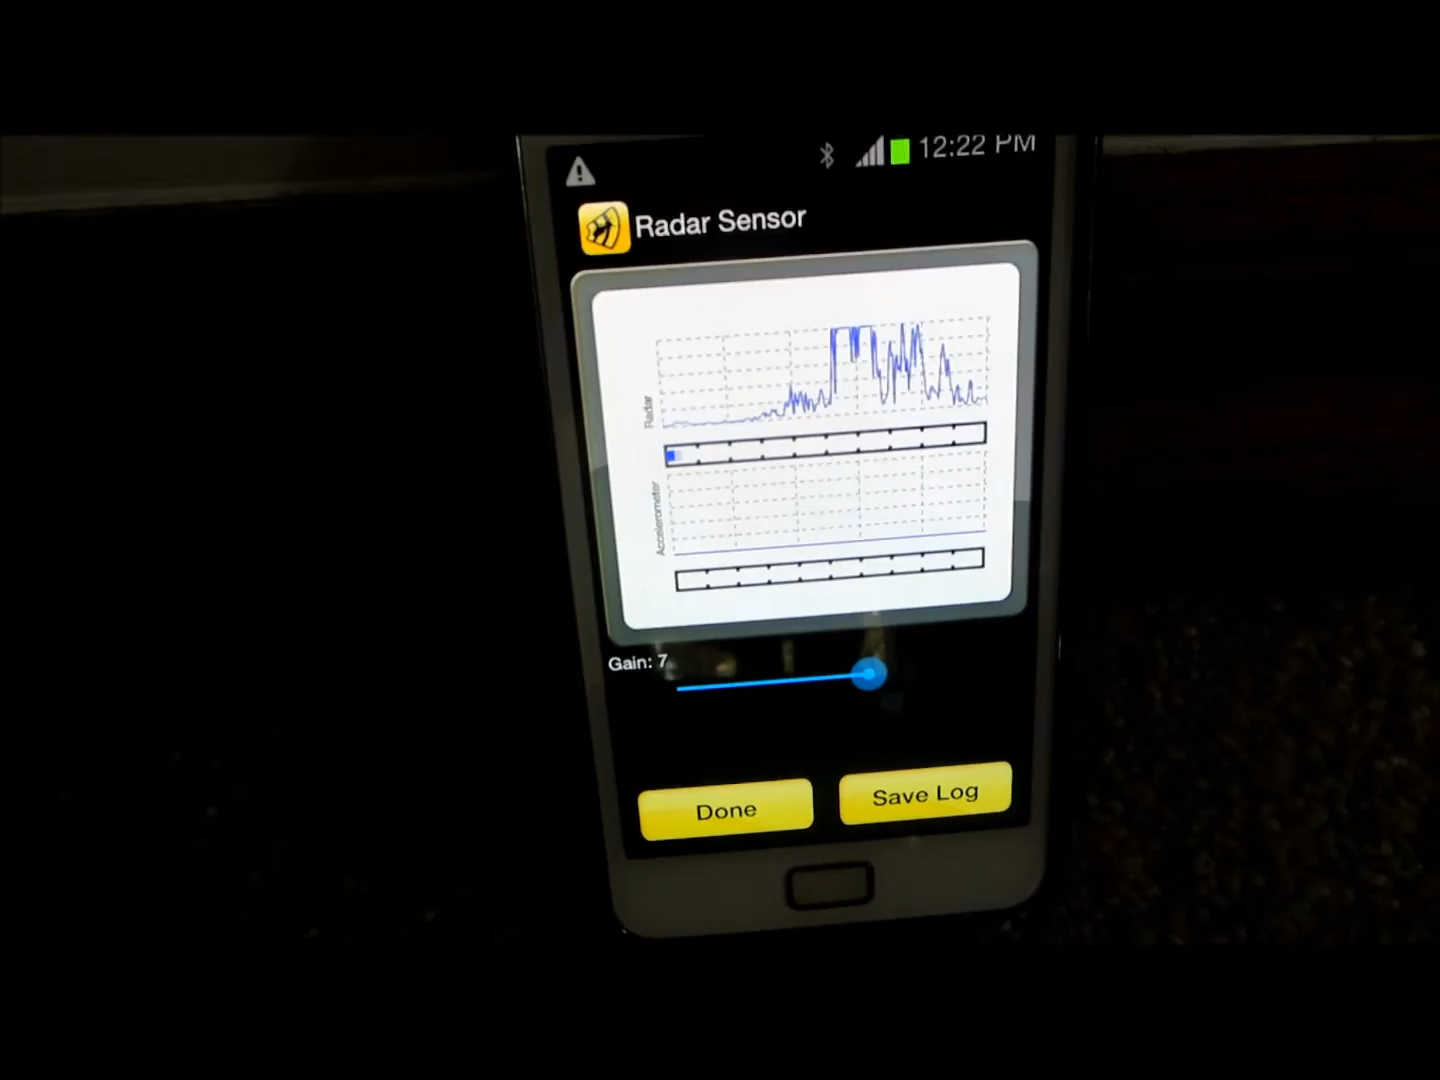 12:22 PM
Radar Sensor
Radar
Accelerometer
Gain: 7
Done
Save Log